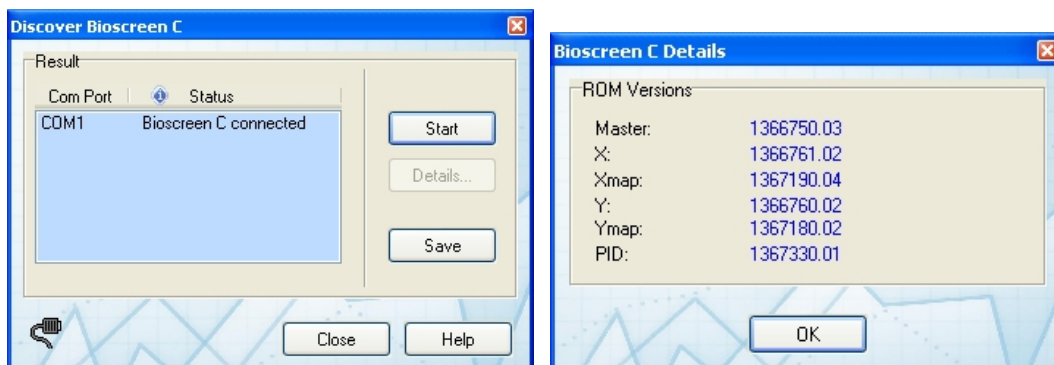 Discover Bioscreen C
Result
Com Port Status
COM1 Bioscreen C connected
Start
Details...
Save
Close
Help
Bioscreen C Details
ROM Versions
Master: 1366750.03
X: 1366761.02
Xmap: 1367190.04
Y: 1366760.02
Ymap: 1367180.02
PID: 1367330.01
OK